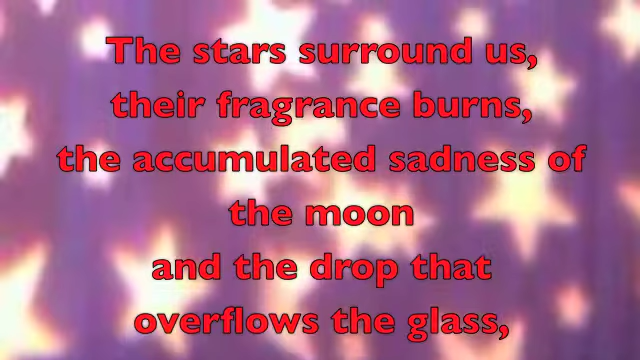 The stars surround us,
their fragrance burns,
the accumulated sadness of
the moon
and the drop that
overflows the glass,